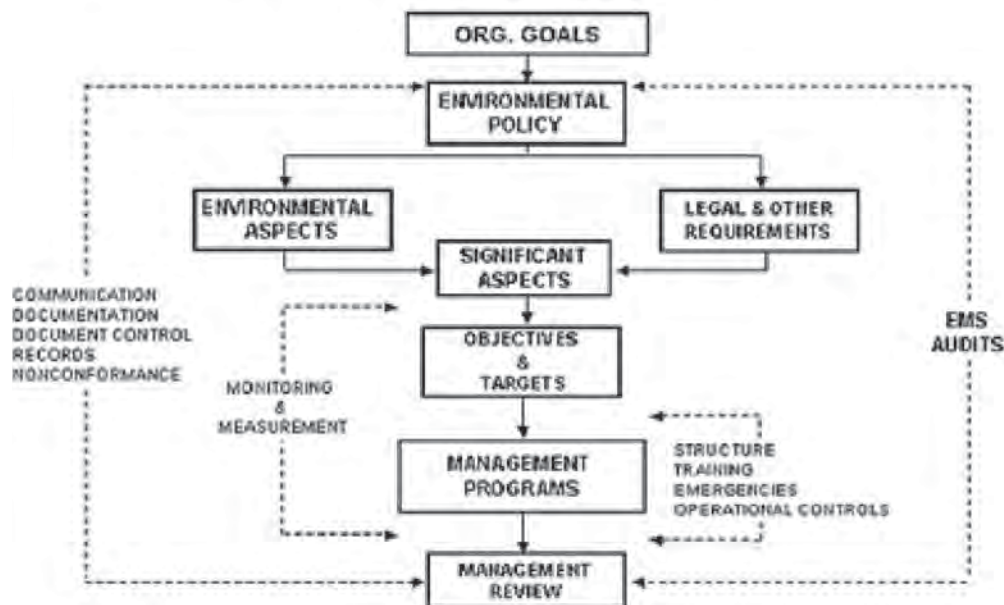 ORG. GOALS
ENVIRONMENTAL
POLICY
ENVIRONMENTAL
ASPECTS
LEGAL & OTHER
REQUIREMENTS
SIGNIFICANT
ASPECTS
COMMUNICATION
DOCUMENTATION
DOCUMENT CONTROL
RECORDS
NONCONFORMANCE
EMS
AUDITS
OBJECTIVES
&
TARGETS
MONITORING
&
MEASUREMENT
MANAGEMENT
PROGRAMS
STRUCTURE
TRAINING
EMERGENCIES
OPERATIONAL CONTROLS
MANAGEMENT
REVIEW